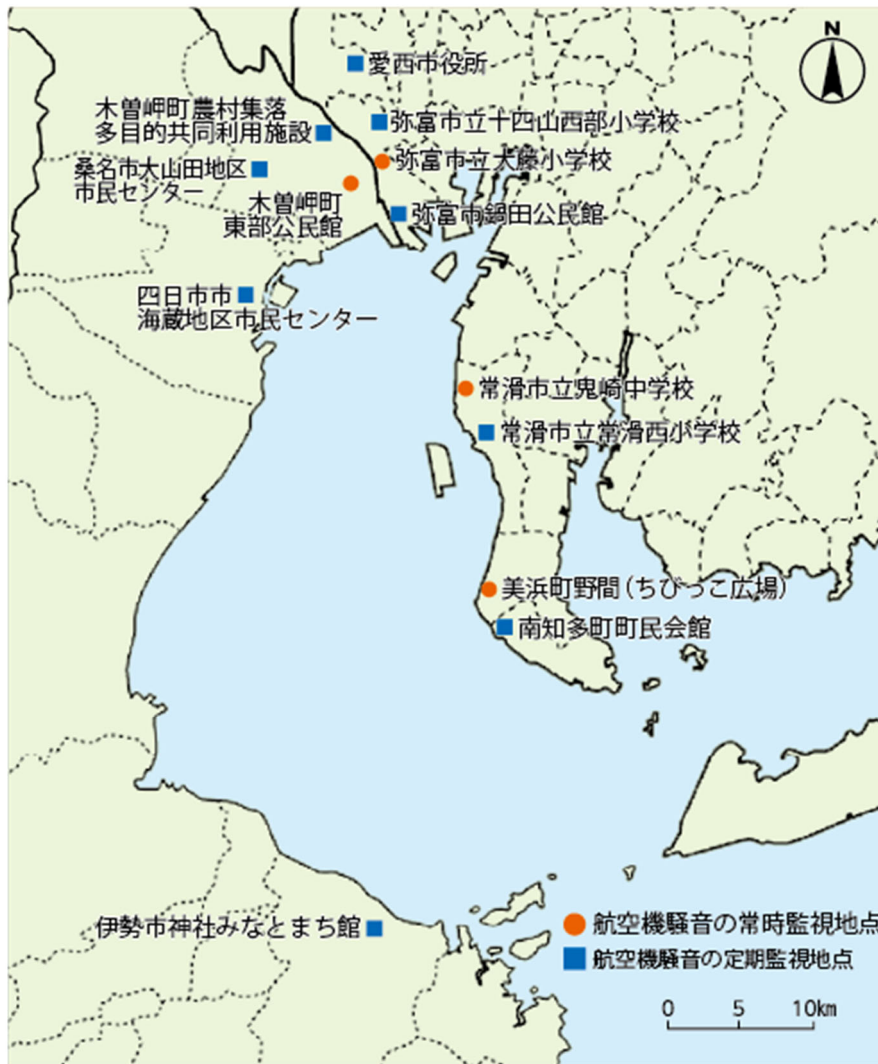 N
愛西市役所
木曽岬町農村集落
多目的共同利用施設
弥富市立十四山西部小学校
弥富市立大藤小学校
桑名市大山田地区
市民センター
木曽岬町
東部公民館
弥富市鍋田公民館
四日市市
海蔵地区市民センター
常滑市立鬼崎中学校
常滑市立常滑西小学校
美浜町野間(ちびっこ広場)
南知多町町民会館
伊勢市神社みなとまち館
航空機騒音の常時監視地点
航空機騒音の定期監視地点
0 5 10km